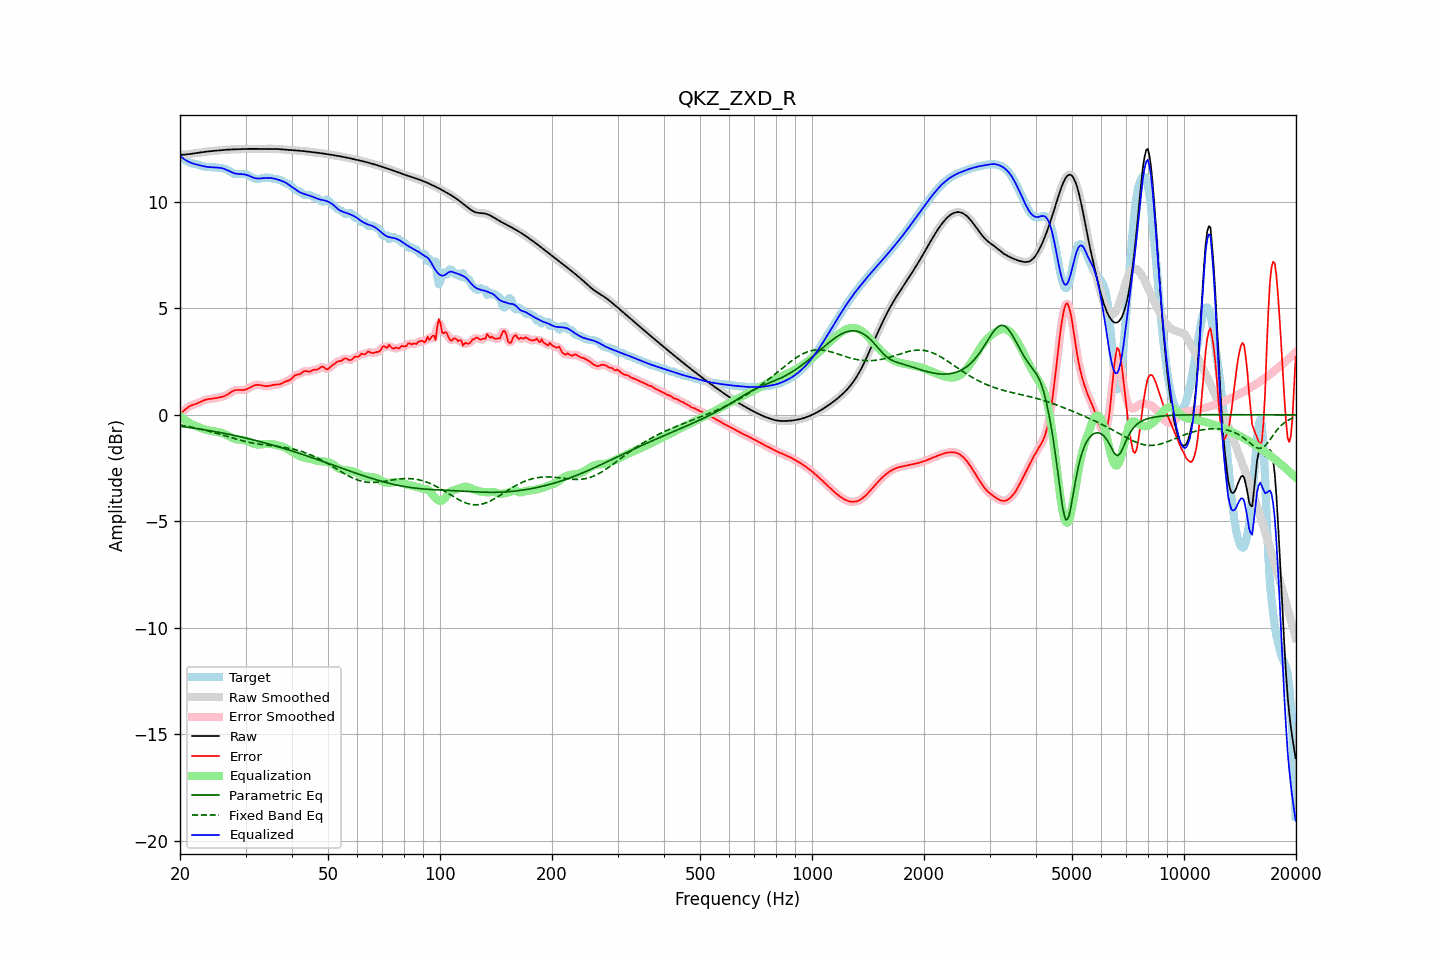 QKZ_ZXD_R
Amplitude (dBr)
10
5
0
−5
−10
−15
−20
Target
Raw Smoothed
Error Smoothed
Raw
Error
Equalization
Parametric Eq
Fixed Band Eq
Equalized
20 50 100 200 500 1000 2000 5000 10000 20000
Frequency (Hz)